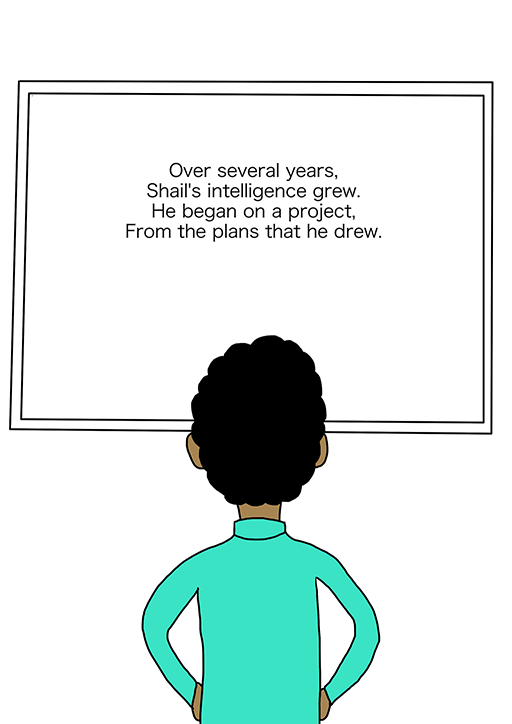 Over several years,
Shail's intelligence grew.
He began on a project,
From the plans that he drew.